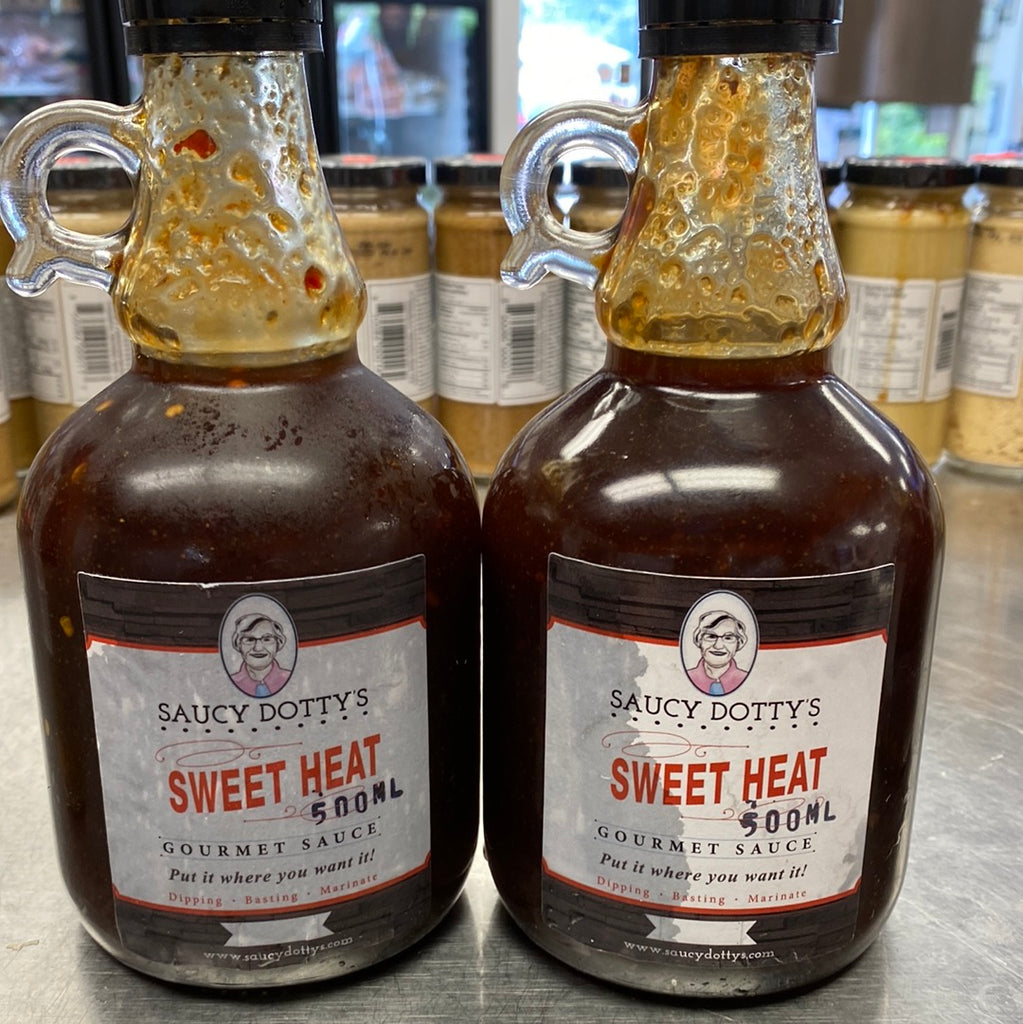 SAUCY DOTTY'S
SWEET HEAT
500ML
GOURMET SAUCE
Put it where you want it!
Dipping · Basting · Marinate
www.saucydottys.com
SAUCY DOTTY'S
SWEET HEAT
500ML
GOURMET SAUCE
Put it where you want it!
Dipping · Basting · Marinate
www.saucydottys.com